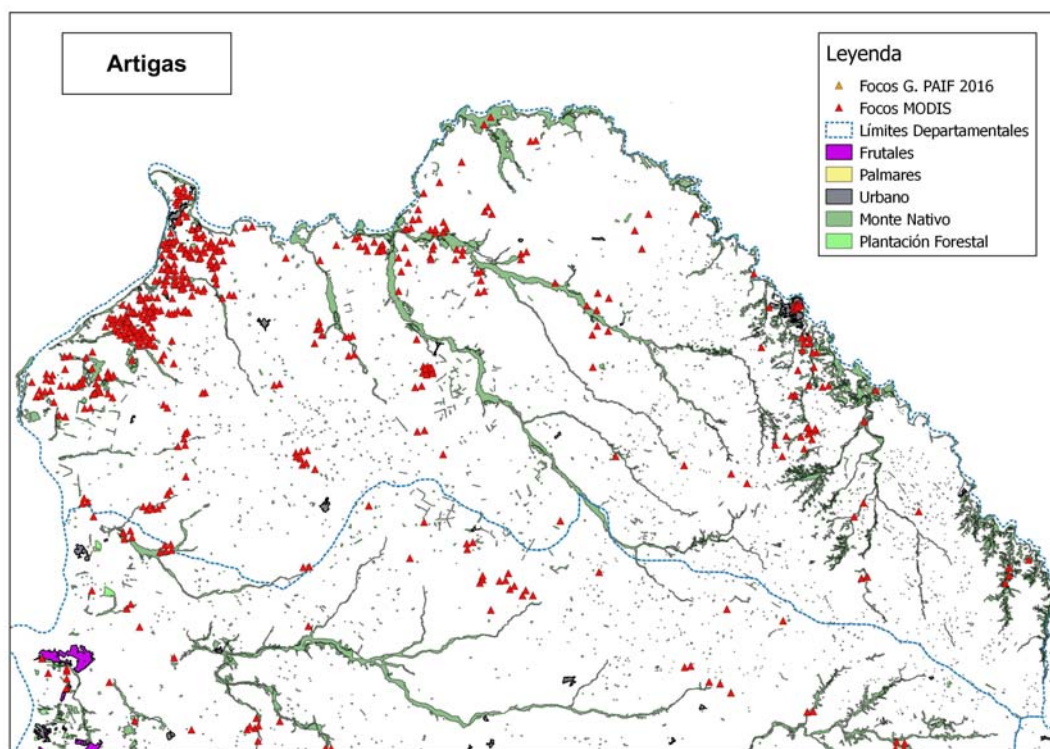 Artigas
Leyenda
Focos G. PAIF 2016
Focos MODIS
Límites Departamentales
Frutales
Palmares
Urbano
Monte Nativo
Plantación Forestal